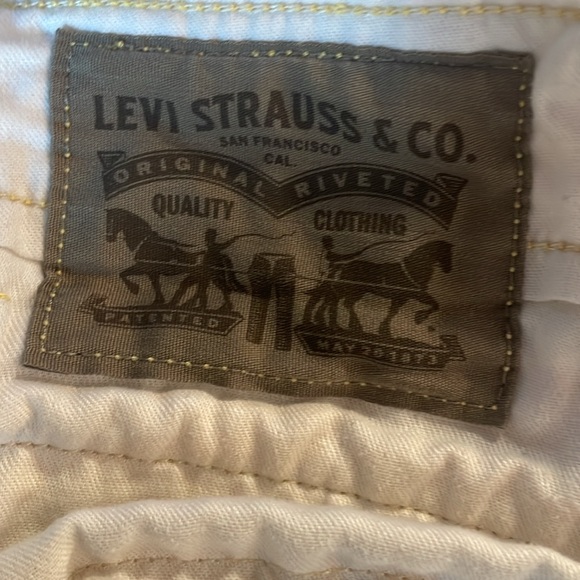 LEVI STRAUSS & CO.
SAN FRANCISCO
CAL.
ORIGINAL RIVETED
QUALITY CLOTHING
PATENTED MAY 20 1873